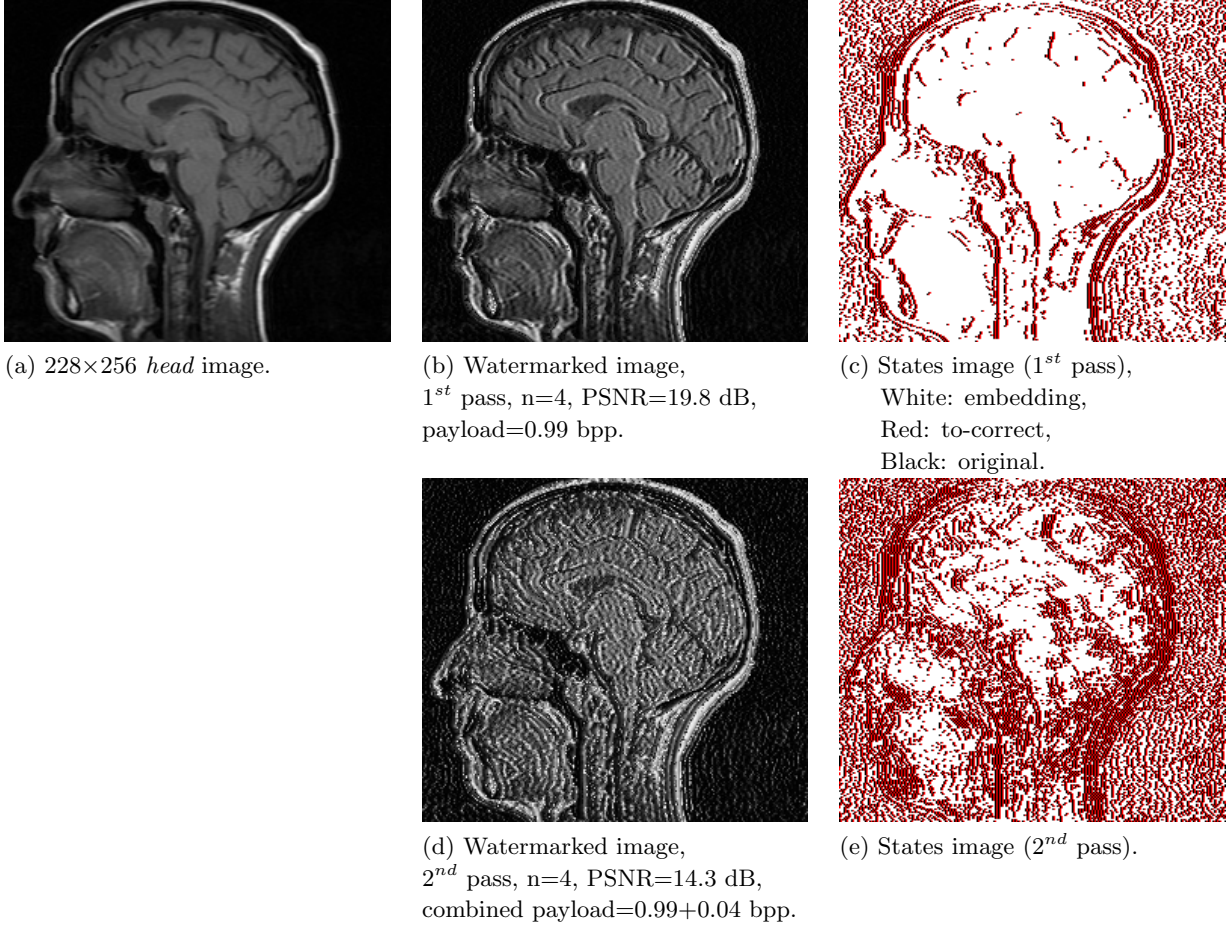 (a) 228×256 head image.
(b) Watermarked image,
1st pass, n=4, PSNR=19.8 dB,
payload=0.99 bpp.
(c) States image (1st pass),
White: embedding,
Red: to-correct,
Black: original.
(d) Watermarked image,
2nd pass, n=4, PSNR=14.3 dB,
combined payload=0.99+0.04 bpp.
(e) States image (2nd pass).